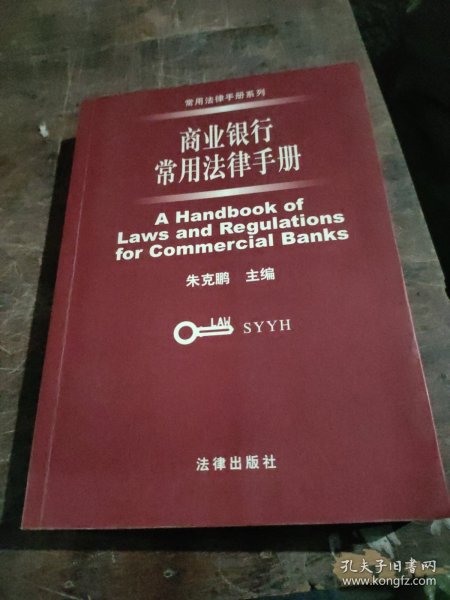 常用法律手册系列
商业银行
常用法律手册
A Handbook of
Laws and Regulations
for Commercial Banks
朱克鹏 主编
LAW SYYH
法律出版社
孔夫子旧书网
www.kongfz.com